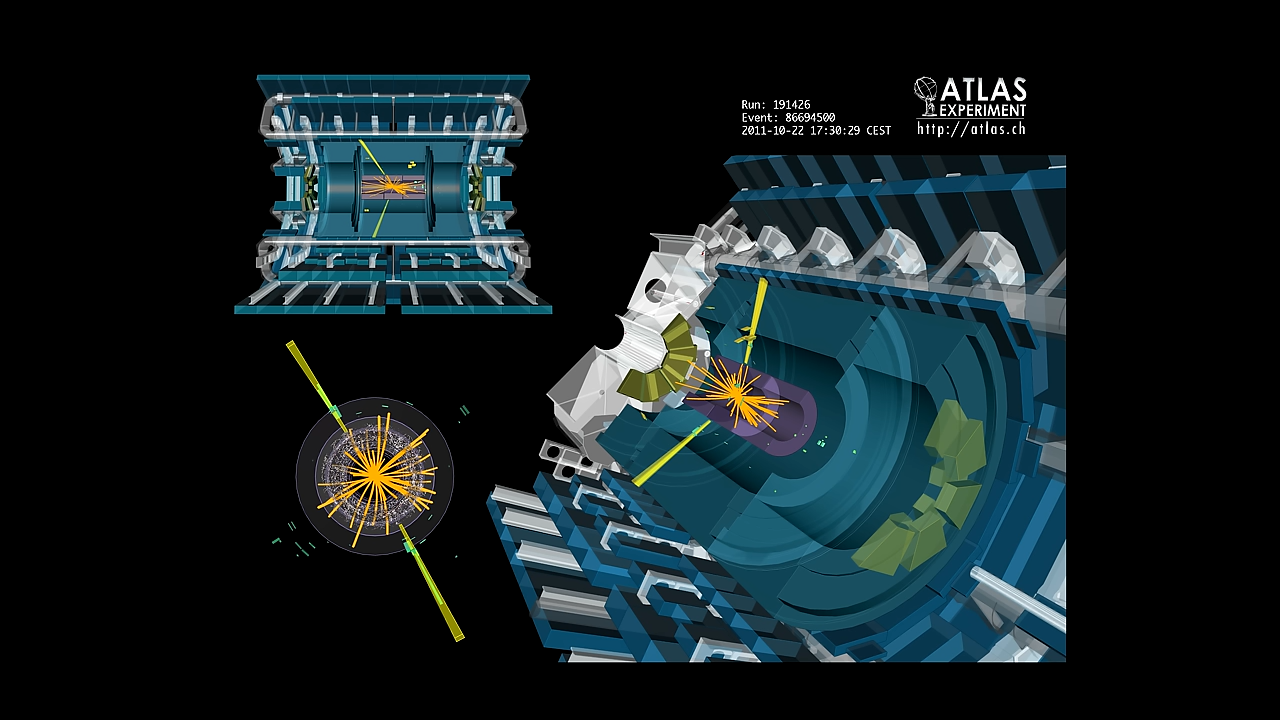 Run: 191426
Event: 86694500
2011-10-22 17:30:29 CEST
ATLAS
EXPERIMENT
http://atlas.ch